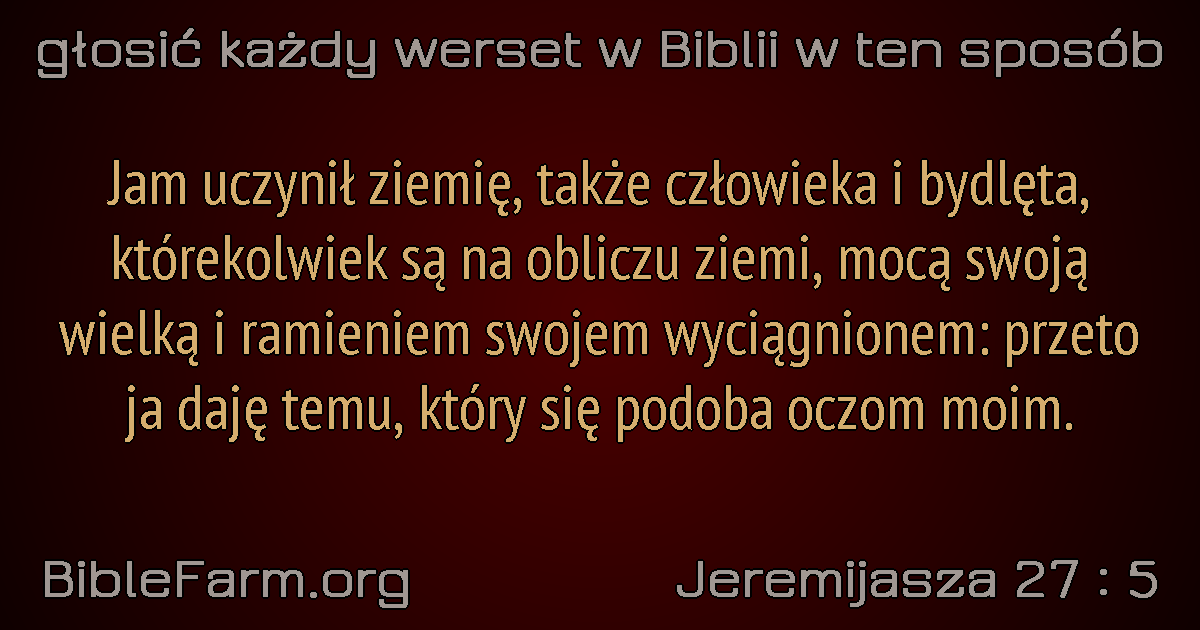 głosić każdy werset w Biblii w ten sposób
Jam uczynił ziemię, także człowieka i bydlęta,
którekolwiek są na obliczu ziemi, mocą swoją
wielką i ramieniem swojem wyciągnionem: przeto
ja daję temu, który się podoba oczom moim.
BibleFarm.org
Jeremijasza 27 : 5